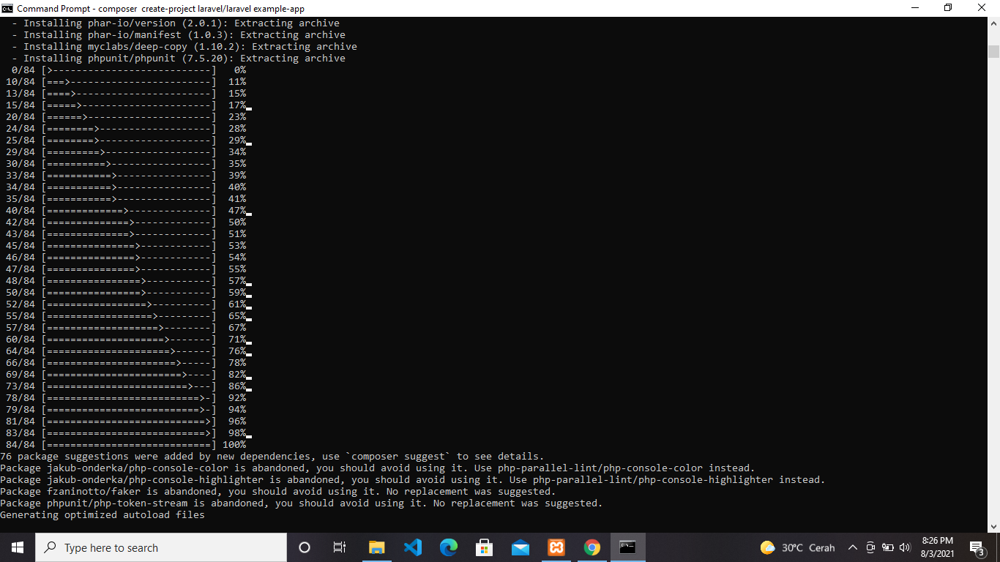 Command Prompt - composer  create-project laravel/laravel example-app
  - Installing phar-io/version (2.0.1): Extracting archive
  - Installing phar-io/manifest (1.0.3): Extracting archive
  - Installing myclabs/deep-copy (1.10.2): Extracting archive
  - Installing phpunit/phpunit (7.5.20): Extracting archive
  0/84 [>---------------------------]   0%
 10/84 [===>------------------------]  11%
 13/84 [====>-----------------------]  15%
 15/84 [=====>----------------------]  17%
 20/84 [======>---------------------]  23%
 24/84 [========>-------------------]  28%
 25/84 [========>-------------------]  29%
 29/84 [=========>------------------]  34%
 30/84 [==========>-----------------]  35%
 33/84 [===========>----------------]  39%
 34/84 [===========>----------------]  40%
 35/84 [===========>----------------]  41%
 40/84 [=============>--------------]  47%
 42/84 [==============>-------------]  50%
 43/84 [==============>-------------]  51%
 45/84 [===============>------------]  53%
 46/84 [===============>------------]  54%
 47/84 [===============>------------]  55%
 48/84 [================>-----------]  57%
 50/84 [================>-----------]  59%
 52/84 [=================>----------]  61%
 55/84 [==================>---------]  65%
 57/84 [===================>--------]  67%
 60/84 [====================>-------]  71%
 64/84 [=====================>------]  76%
 66/84 [======================>-----]  78%
 69/84 [=======================>----]  82%
 73/84 [========================>---]  86%
 78/84 [==========================>-]  92%
 79/84 [==========================>-]  94%
 81/84 [===========================>]  96%
 83/84 [===========================>]  98%
 84/84 [============================] 100%
76 package suggestions were added by new dependencies, use `composer suggest` to see details.
Package jakub-onderka/php-console-color is abandoned, you should avoid using it. Use php-parallel-lint/php-console-color instead.
Package jakub-onderka/php-console-highlighter is abandoned, you should avoid using it. Use php-parallel-lint/php-console-highlighter instead.
Package fzaninotto/faker is abandoned, you should avoid using it. No replacement was suggested.
Package phpunit/php-token-stream is abandoned, you should avoid using it. No replacement was suggested.
Generating optimized autoload files
Type here to search
30°C Cerah
8:26 PM
8/3/2021
3